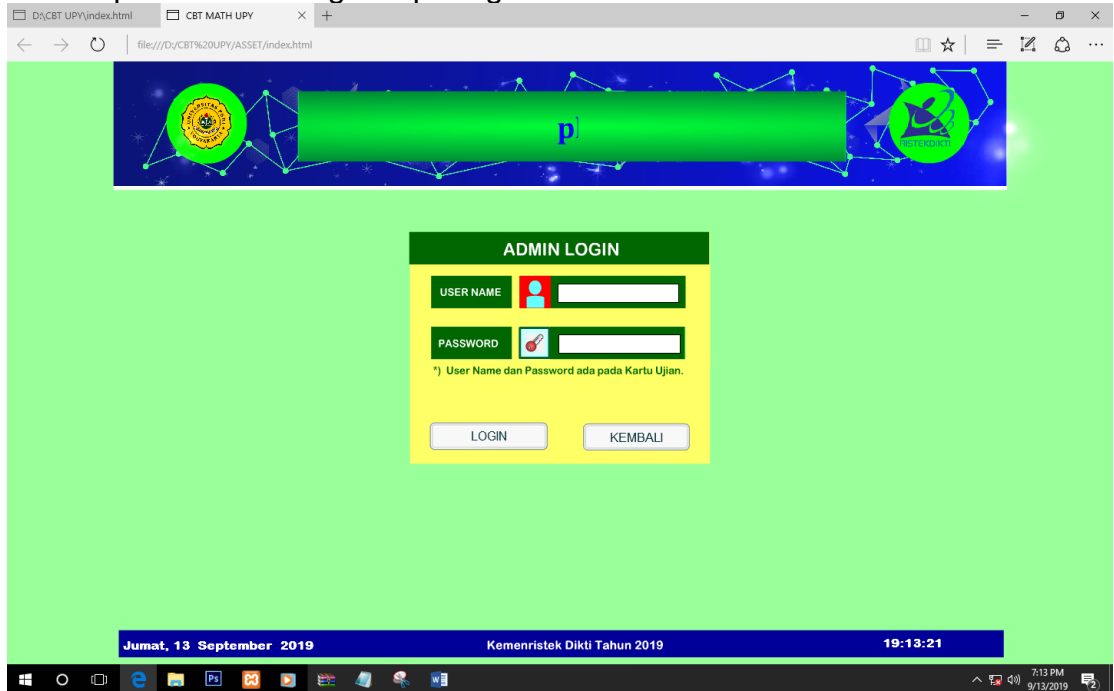 D:\CBT UPY\index.html
CBT MATH UPY
file:///D:/CBT%20UPY/ASSET/index.html
RISTEKDIKTI
ADMIN LOGIN
USER NAME
PASSWORD
*) User Name dan Password ada pada Kartu Ujian.
LOGIN KEMBALI
Jumat, 13 September 2019 Kemenristek Dikti Tahun 2019 19:13:21
Ps
7:13 PM
9/13/2019
2